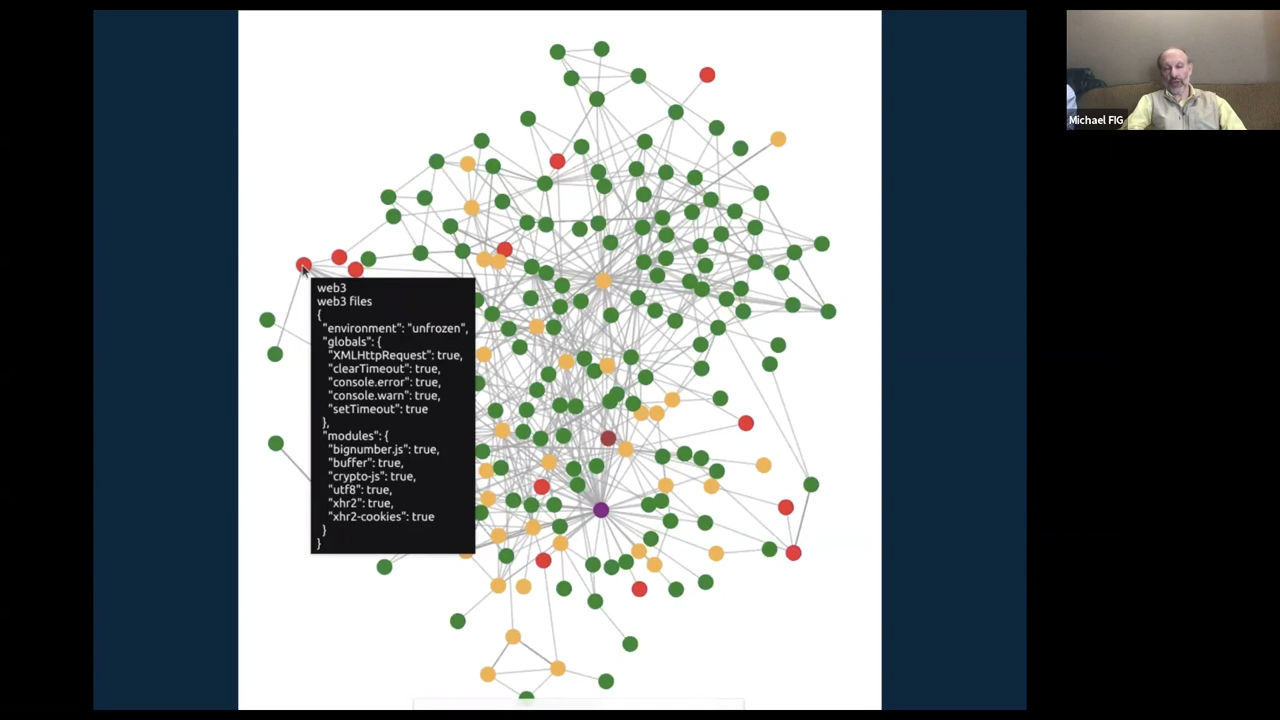 web3
web3 files
{
"environment": "unfrozen",
"globals": {
"XMLHttpRequest": true,
"clearTimeout": true,
"console.error": true,
"console.warn": true,
"setTimeout": true
},
"modules": {
"bignumber.js": true,
"buffer": true,
"crypto-js": true,
"utf8": true,
"xhr2": true,
"xhr2-cookies": true
}
}
Michael FIG